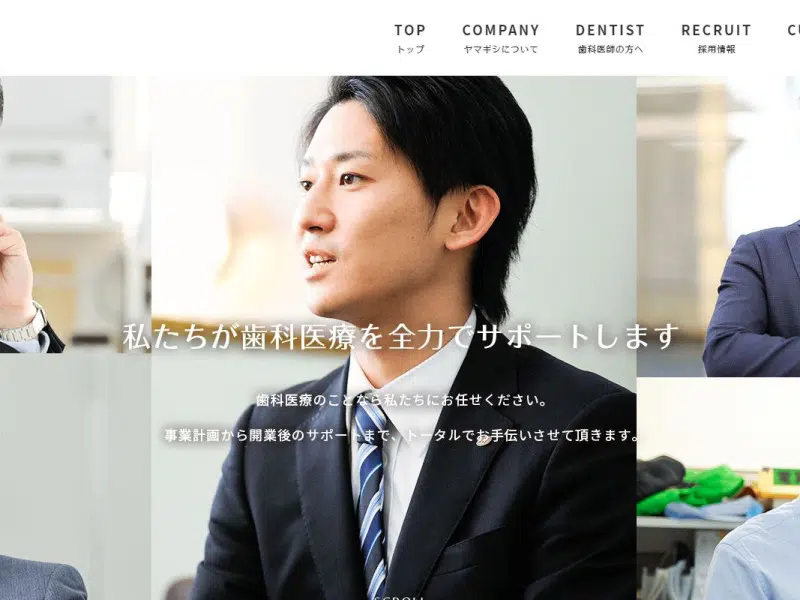 TOP
トップ
COMPANY
ヤマギシについて
DENTIST
歯科医師の方へ
RECRUIT
採用情報
私たちが歯科医療を全力でサポートします
歯科医療のことなら私たちにお任せください。
事業計画から開業後のサポートまで、トータルでお手伝いさせて頂きます。
SCROLL